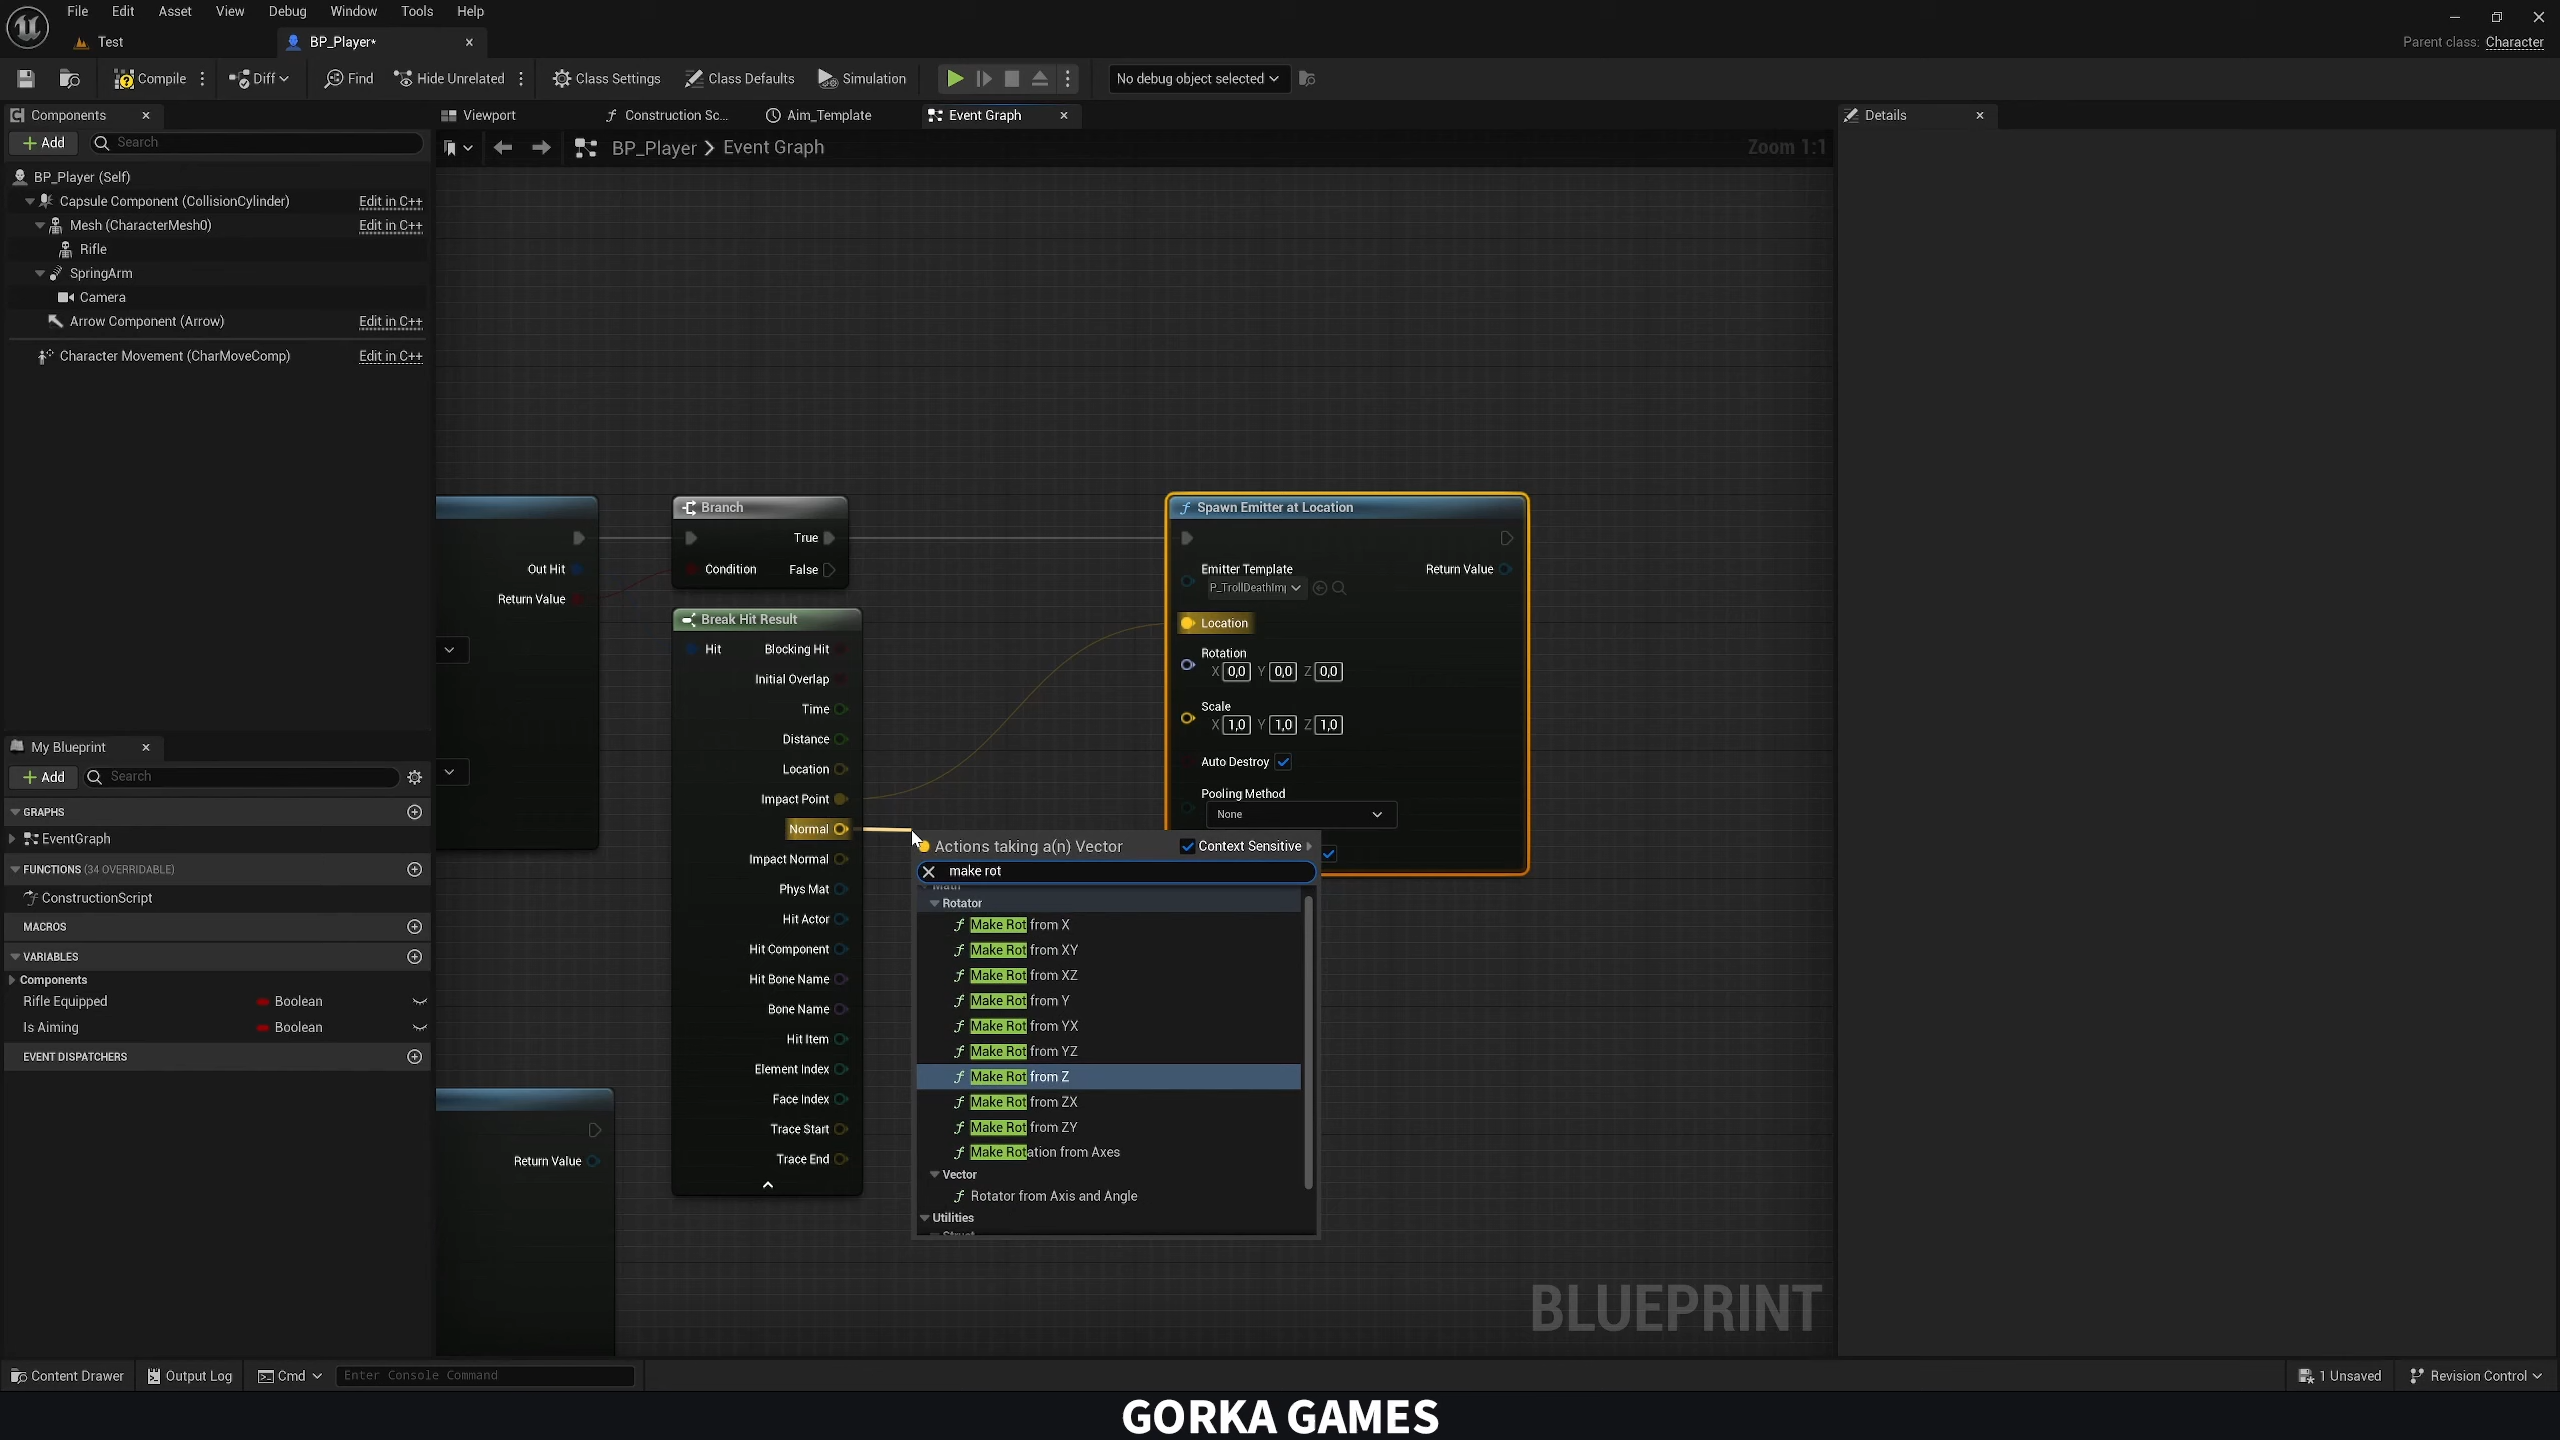 File Edit Asset View Debug Window Tools Help
Test
BP_Player*
Parent class: Character
Compile
Diff
Find
Hide Unrelated
Class Settings
Class Defaults
Simulation
No debug object selected
Components
Add
Search
BP_Player (Self)
Capsule Component (CollisionCylinder) Edit in C++
Mesh (CharacterMesh0) Edit in C++
Rifle
SpringArm
Camera
Arrow Component (Arrow) Edit in C++
Character Movement (CharMoveComp) Edit in C++
Viewport
Construction Sc...
Aim_Template
Event Graph
BP_Player > Event Graph
Zoom 1:1
Details
Out Hit
Return Value
Branch
True
Condition False
Break Hit Result
Hit Blocking Hit
Initial Overlap
Time
Distance
Location
Impact Point
Normal
Impact Normal
Phys Mat
Hit Actor
Hit Component
Hit Bone Name
Bone Name
Hit Item
Element Index
Face Index
Trace Start
Trace End
Return Value
Spawn Emitter at Location
Emitter Template Return Value
P_TrollDeathImp
Location
Rotation
X 0,0 Y 0,0 Z 0,0
Scale
X 1,0 Y 1,0 Z 1,0
Auto Destroy
Pooling Method
None
Actions taking a(n) Vector Context Sensitive
make rot
Rotator
Make Rot from X
Make Rot from XY
Make Rot from XZ
Make Rot from Y
Make Rot from YX
Make Rot from YZ
Make Rot from Z
Make Rot from ZX
Make Rot from ZY
Make Rotation from Axes
Vector
Rotator from Axis and Angle
Utilities
My Blueprint
Add
Search
GRAPHS
EventGraph
FUNCTIONS (34 OVERRIDABLE)
ConstructionScript
MACROS
VARIABLES
Components
Rifle Equipped Boolean
Is Aiming Boolean
EVENT DISPATCHERS
BLUEPRINT
Content Drawer
Output Log
Cmd
Enter Console Command
1 Unsaved
Revision Control
GORKA GAMES